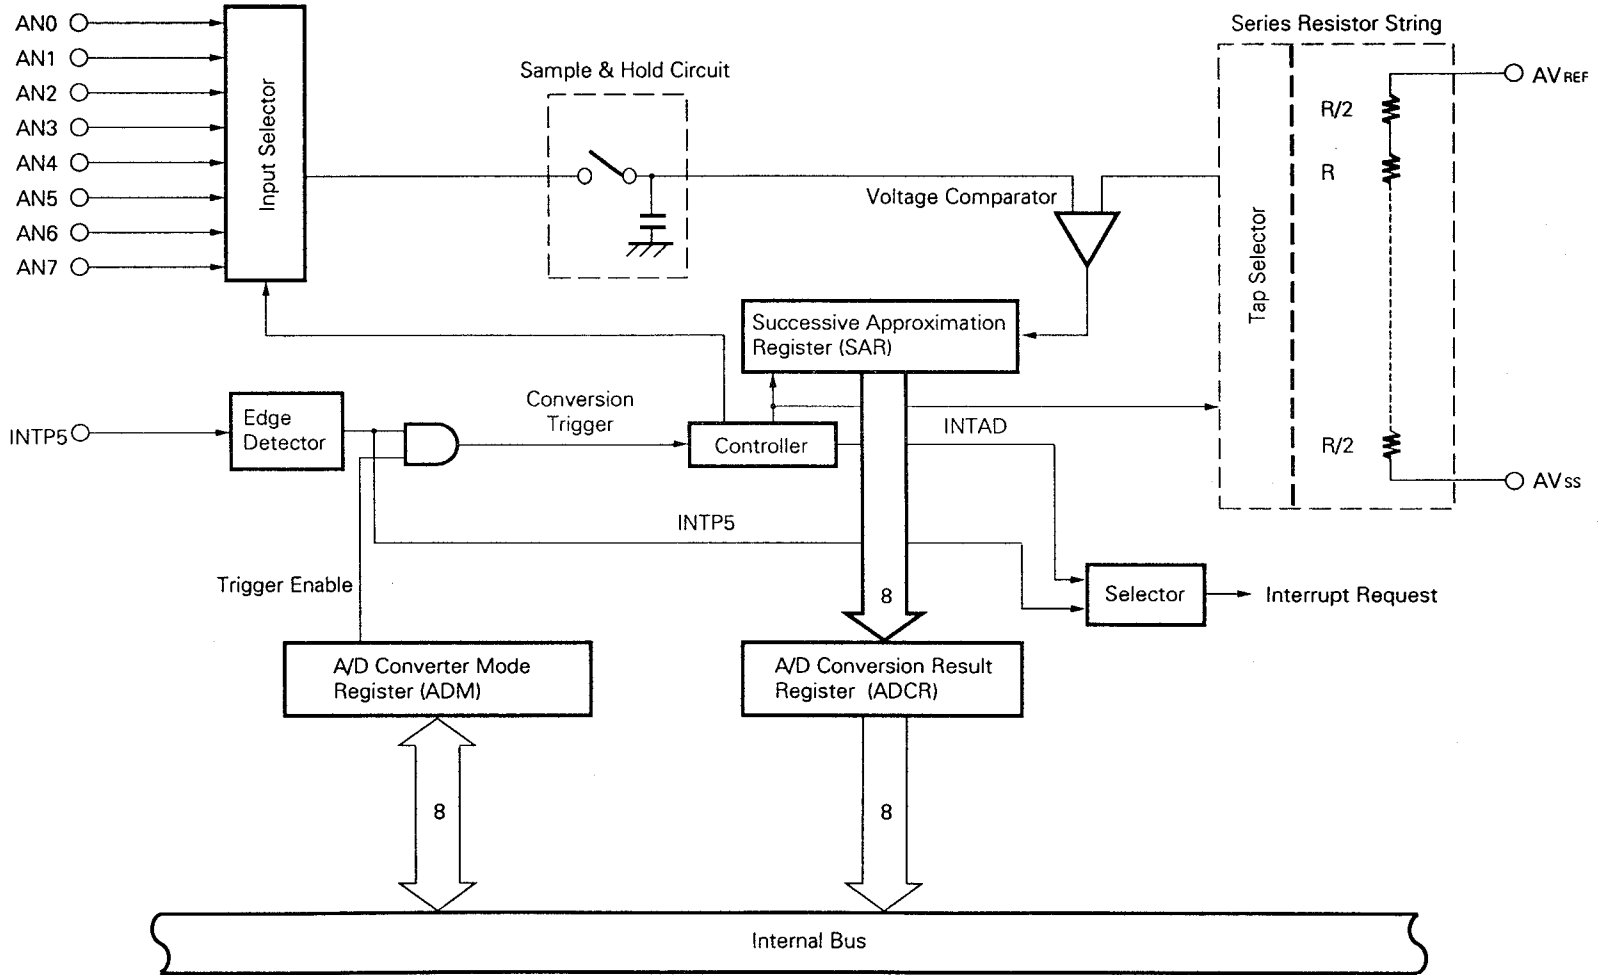 AN0
AN1
AN2
AN3
AN4
AN5
AN6
AN7
Input Selector
Sample & Hold Circuit
Series Resistor String
AVREF
R/2
R
Voltage Comparator
Tap Selector
Successive Approximation
Register (SAR)
INTP5
Edge
Detector
Conversion
Trigger
Controller
INTAD
R/2
AVSS
INTP5
Trigger Enable
8
Selector
Interrupt Request
A/D Converter Mode
Register (ADM)
A/D Conversion Result
Register (ADCR)
8
8
Internal Bus